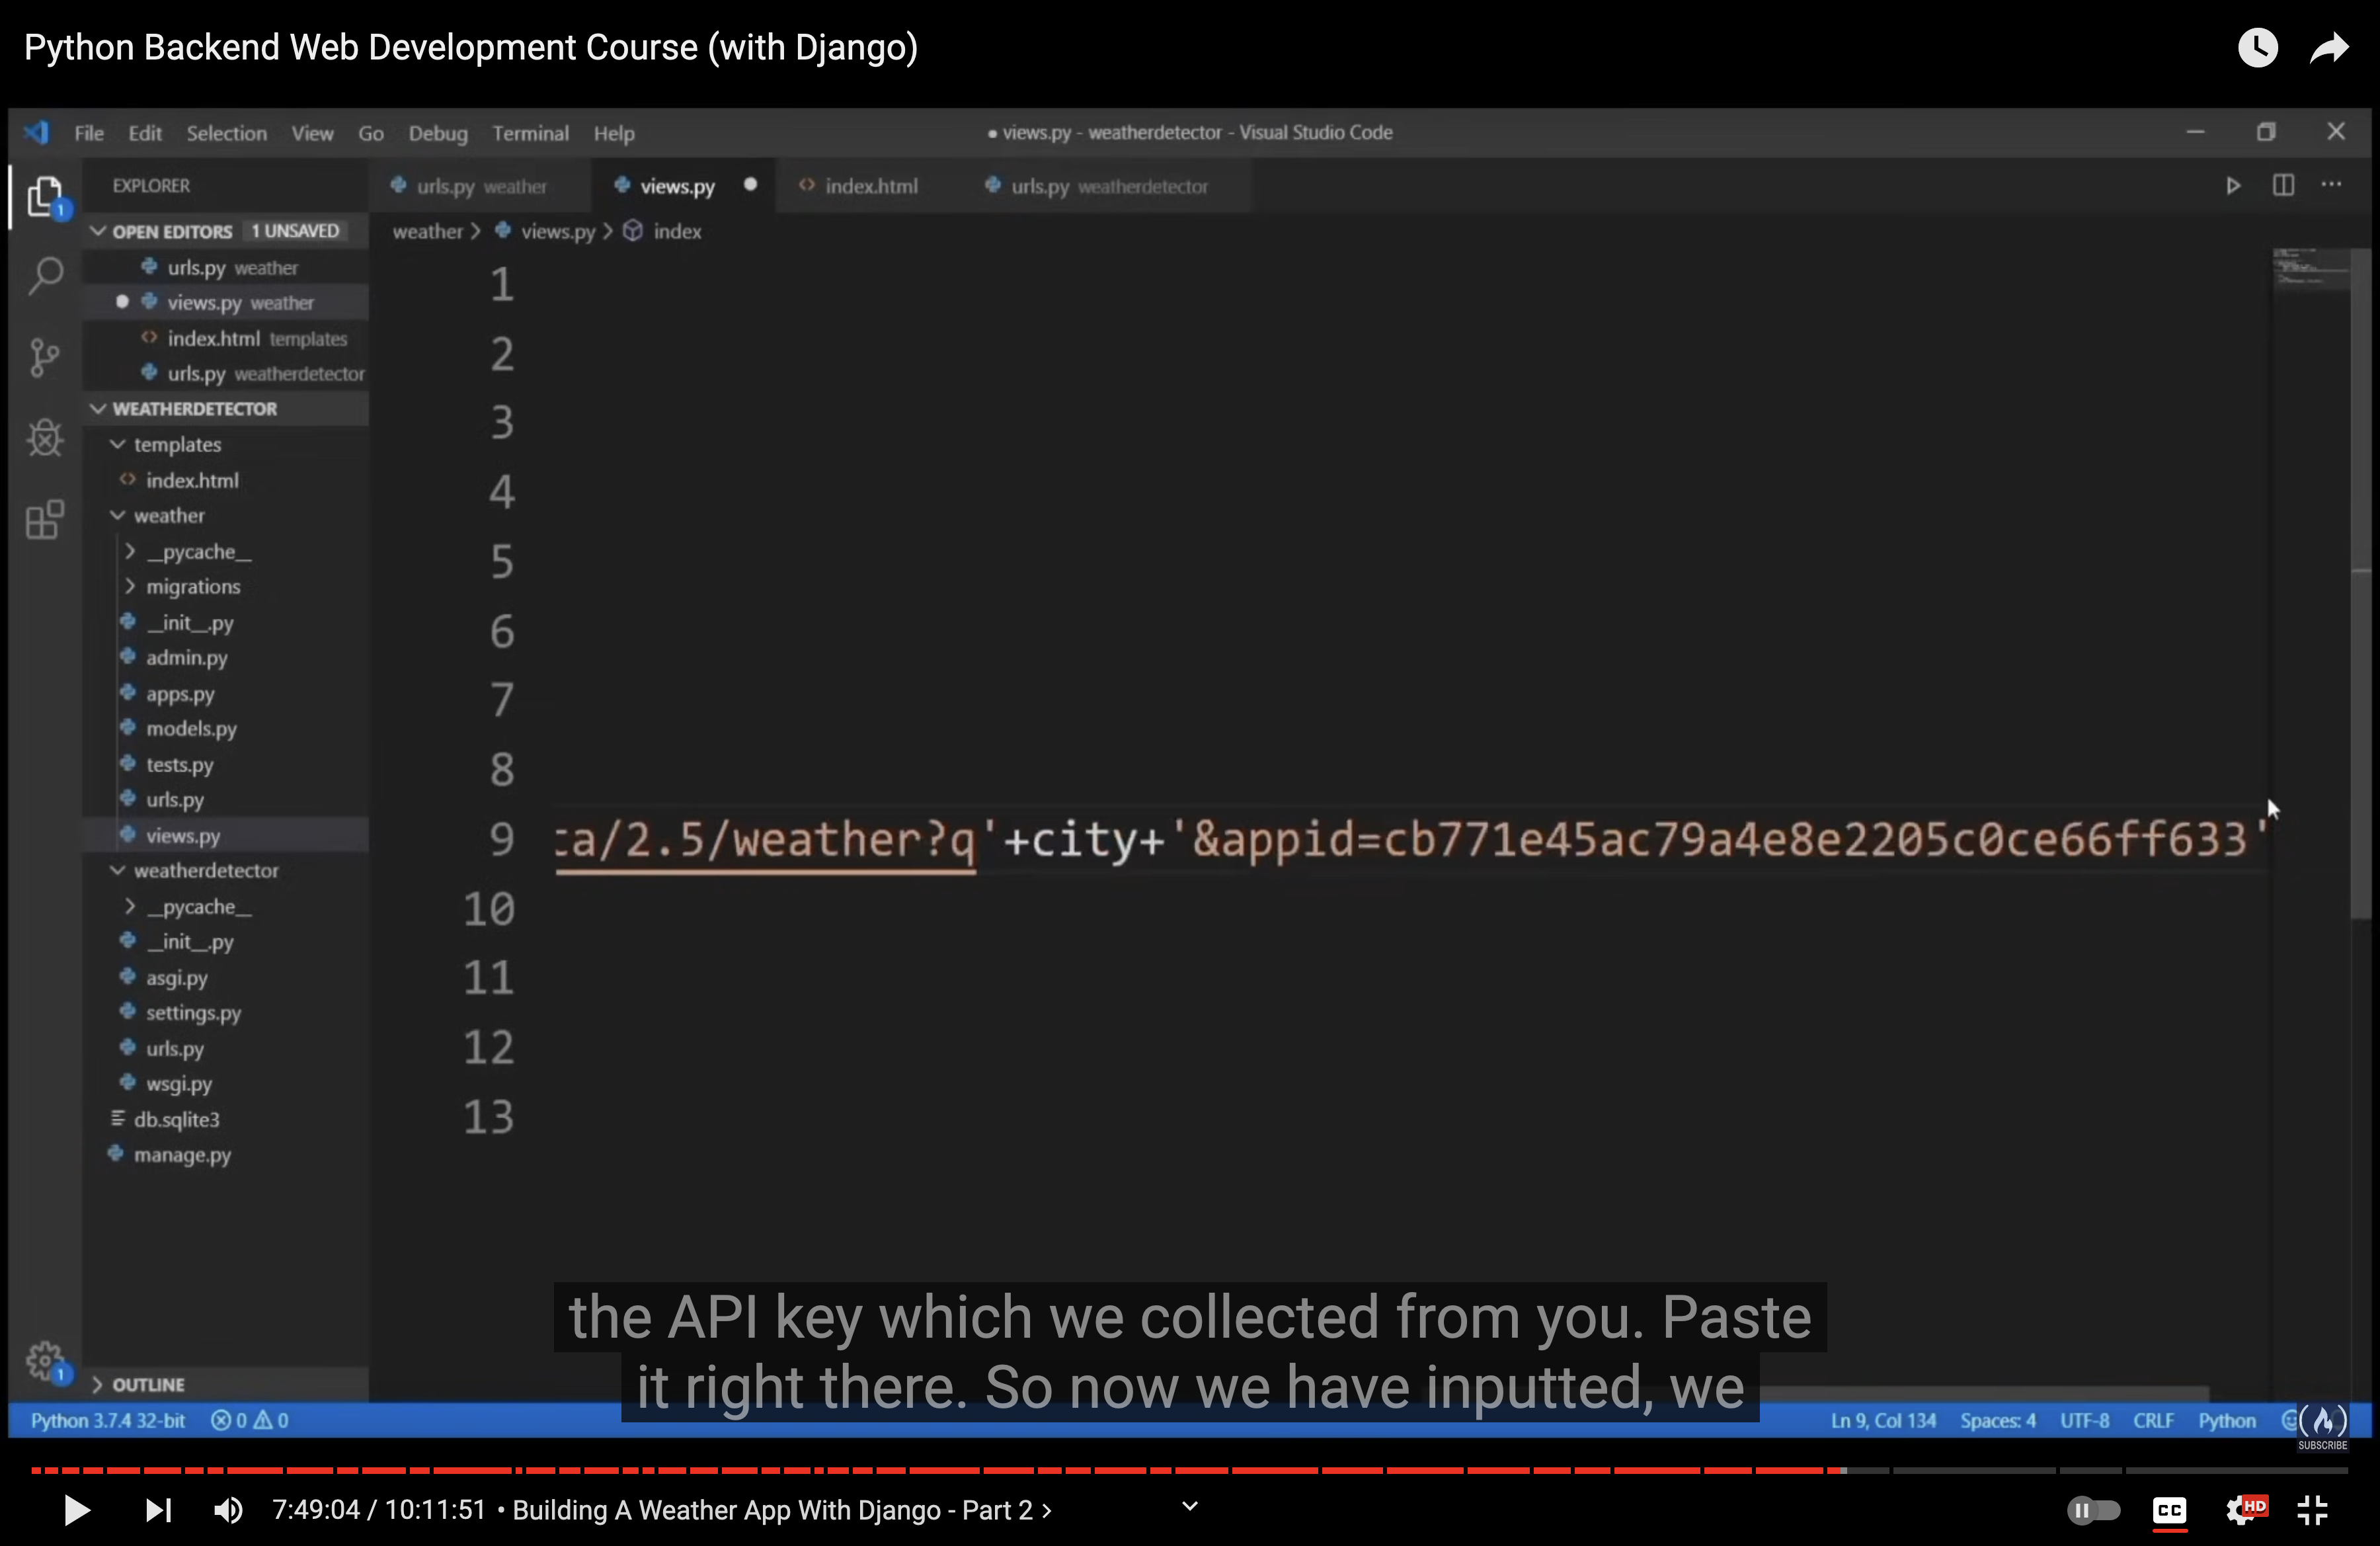 Python Backend Web Development Course (with Django)
File Edit Selection View Go Debug Terminal Help
● views.py - weatherdetector - Visual Studio Code
EXPLORER
urls.py weather
views.py
index.html
urls.py weatherdetector
OPEN EDITORS 1 UNSAVED
weather > views.py > index
urls.py weather
views.py weather
index.html templates
urls.py weatherdetector
WEATHERDETECTOR
templates
index.html
weather
__pycache__
migrations
__init__.py
admin.py
apps.py
models.py
tests.py
urls.py
views.py
weatherdetector
__pycache__
__init__.py
asgi.py
settings.py
urls.py
wsgi.py
db.sqlite3
manage.py
OUTLINE
1
1
1
2
3
4
5
6
7
8
9 ta/2.5/weather?q'+city+'&appid=cb771e45ac79a4e8e2205c0ce66ff633'
10
11
12
13
the API key which we collected from you. Paste
it right there. So now we have inputted, we
Python 3.7.4 32-bit 0 0
Ln 9, Col 134 Spaces: 4 UTF-8 CRLF Python
SUBSCRIBE
7:49:04 / 10:11:51 • Building A Weather App With Django - Part 2 >
CC
HD